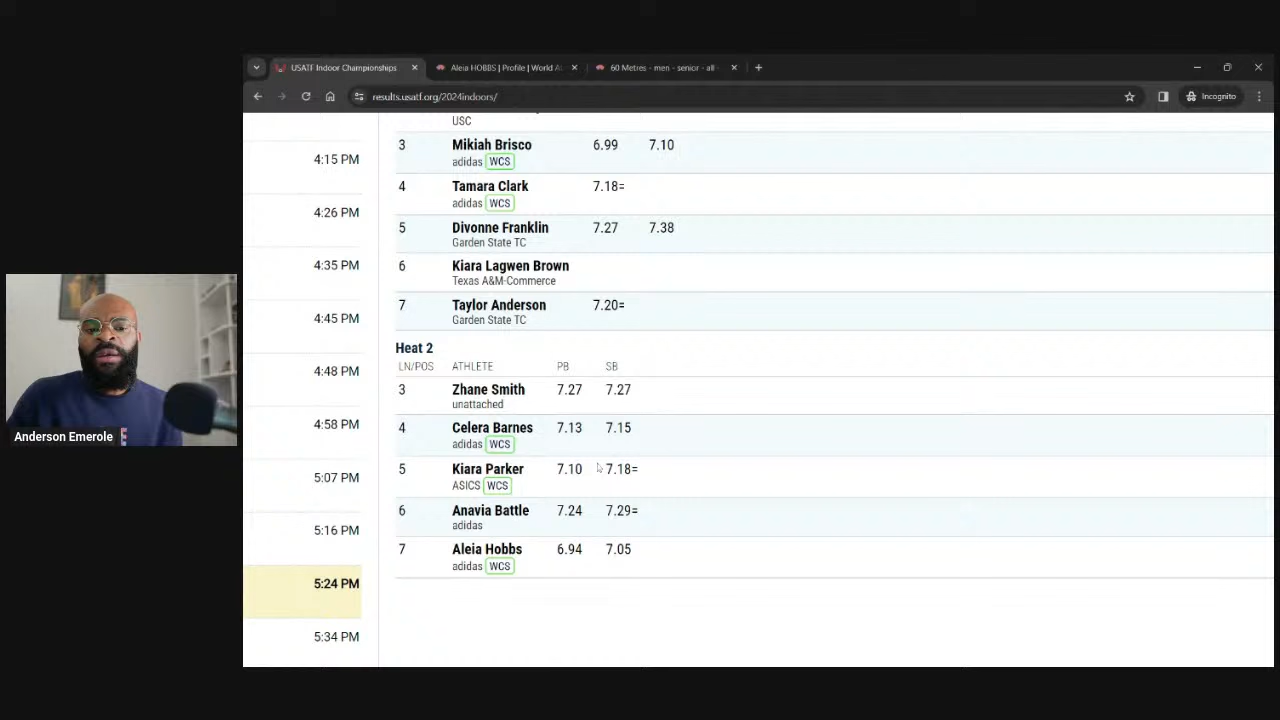 USATF Indoor Championships
Aleia HOBBS | Profile | World Al
60 Metres - men - senior - all
results.usatf.org/2024indoors/
Incognito
USC
3 Mikiah Brisco 6.99 7.10
4:15 PM
adidas WCS
4 Tamara Clark 7.18=
adidas WCS
4:26 PM
5 Divonne Franklin 7.27 7.38
Garden State TC
4:35 PM
6 Kiara Lagwen Brown
Texas A&M-Commerce
7 Taylor Anderson 7.20=
4:45 PM
Garden State TC
Heat 2
LN/POS ATHLETE PB SB
4:48 PM
3 Zhane Smith 7.27 7.27
unattached
4:58 PM
4 Celera Barnes 7.13 7.15
adidas WCS
5 Kiara Parker 7.10 7.18=
5:07 PM
ASICS WCS
6 Anavia Battle 7.24 7.29=
adidas
5:16 PM
7 Aleia Hobbs 6.94 7.05
adidas WCS
5:24 PM
5:34 PM
Anderson Emerole